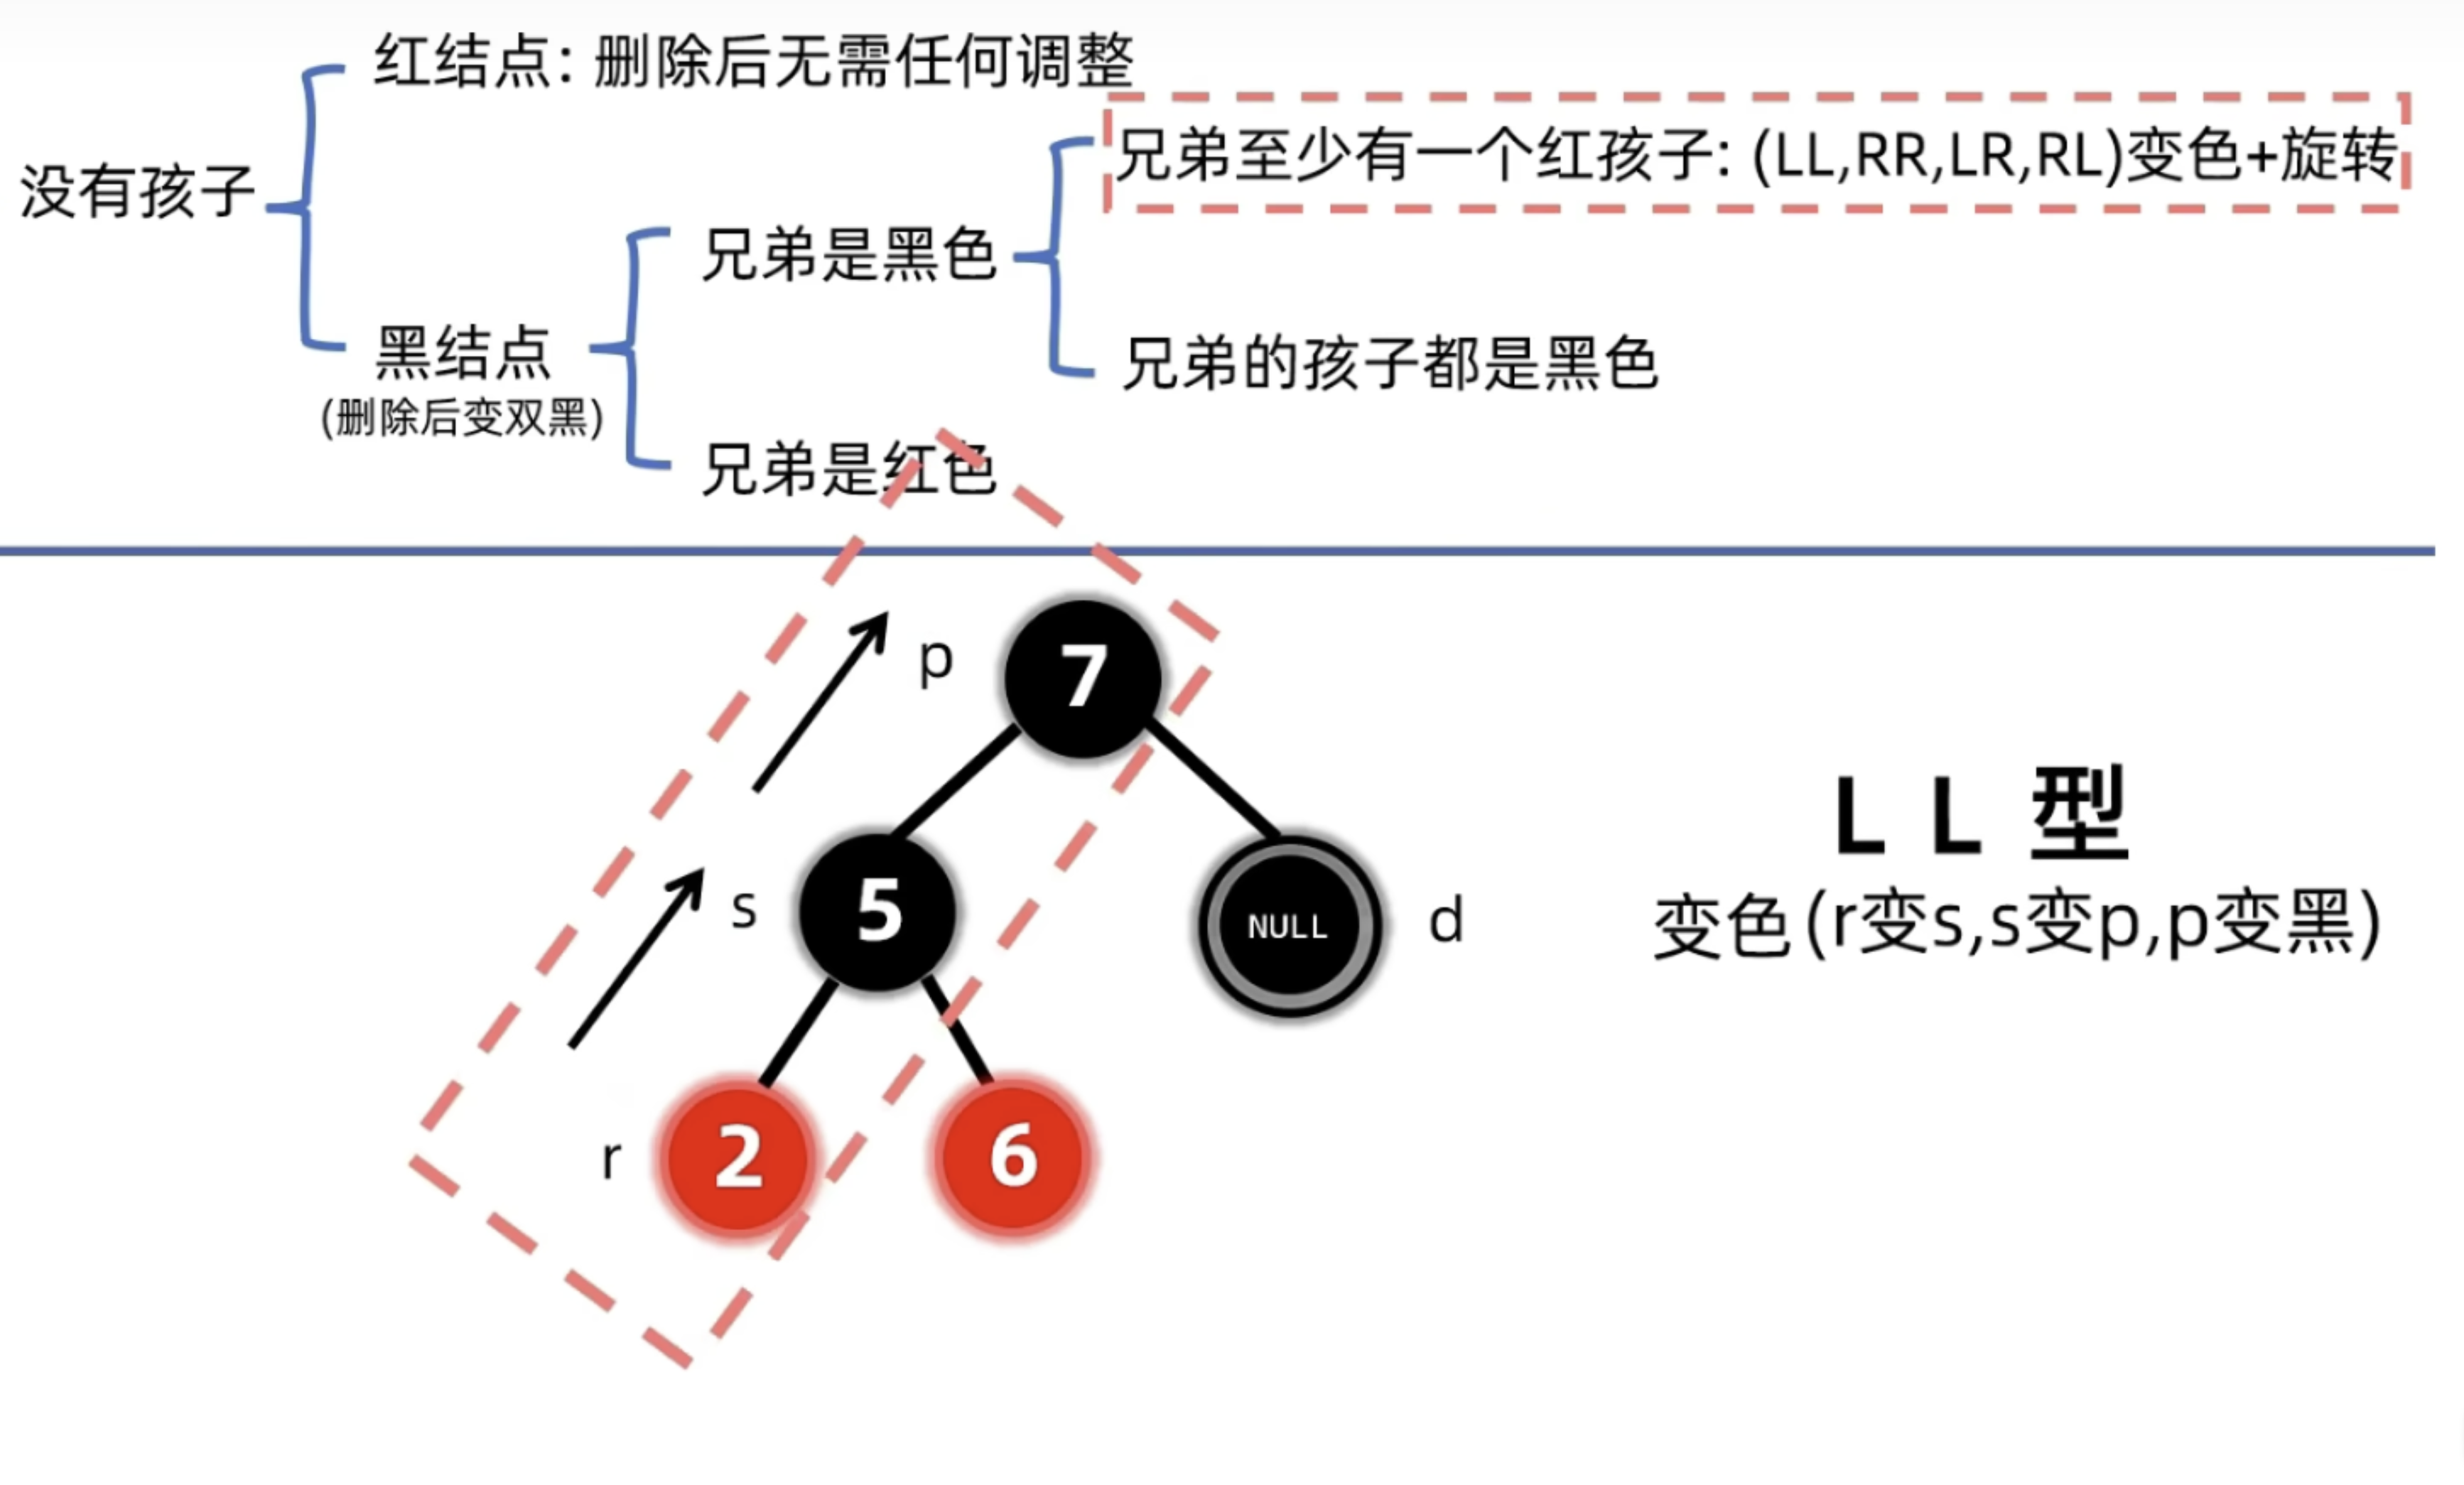 红结点: 删除后无需任何调整
兄弟至少有一个红孩子: (LL,RR,LR,RL)变色+旋转
没有孩子
兄弟是黑色
黑结点
(删除后变双黑)
兄弟的孩子都是黑色
兄弟是红色
p
7
L L 型
s
5
NULL
d
变色(r变s,s变p,p变黑)
r
2
6